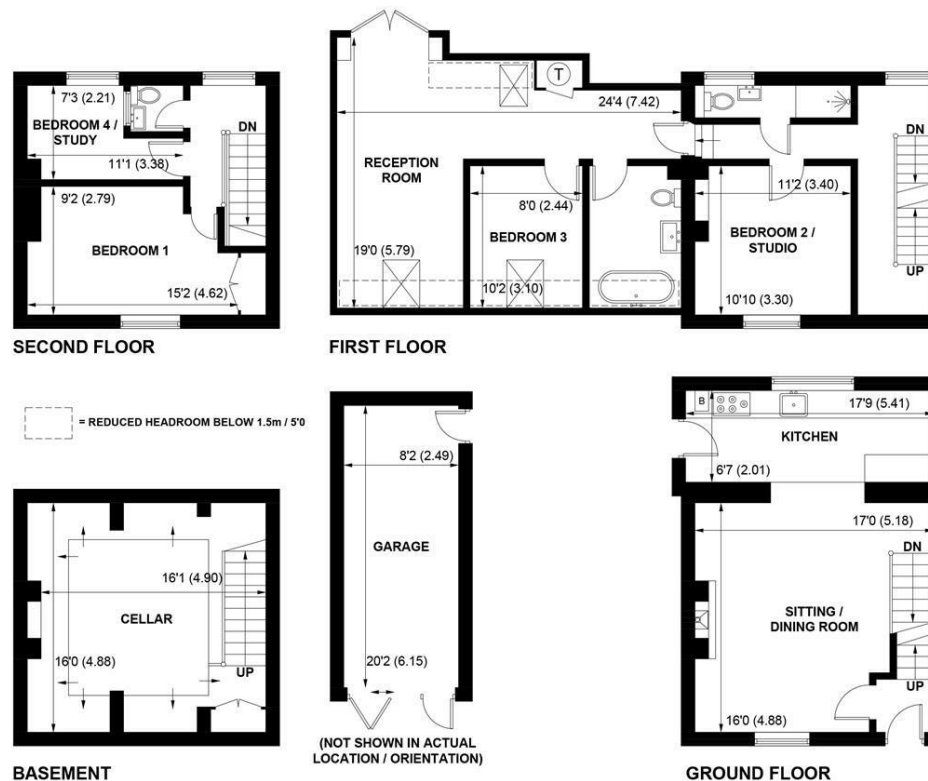 7'3 (2.21)
BEDROOM 4 /
STUDY
11'1 (3.38)
DN
9'2 (2.79)
BEDROOM 1
15'2 (4.62)
SECOND FLOOR
T
24'4 (7.42)
RECEPTION
ROOM
8'0 (2.44)
BEDROOM 3
19'0 (5.79)
10'2 (3.10)
DN
11'2 (3.40)
BEDROOM 2 /
STUDIO
UP
10'10 (3.30)
FIRST FLOOR
= REDUCED HEADROOM BELOW 1.5m / 5'0
16'1 (4.90)
CELLAR
16'0 (4.88)
UP
BASEMENT
8'2 (2.49)
GARAGE
20'2 (6.15)
(NOT SHOWN IN ACTUAL
LOCATION / ORIENTATION)
B
17'9 (5.41)
KITCHEN
6'7 (2.01)
17'0 (5.18)
DN
SITTING /
DINING ROOM
UP
16'0 (4.88)
GROUND FLOOR